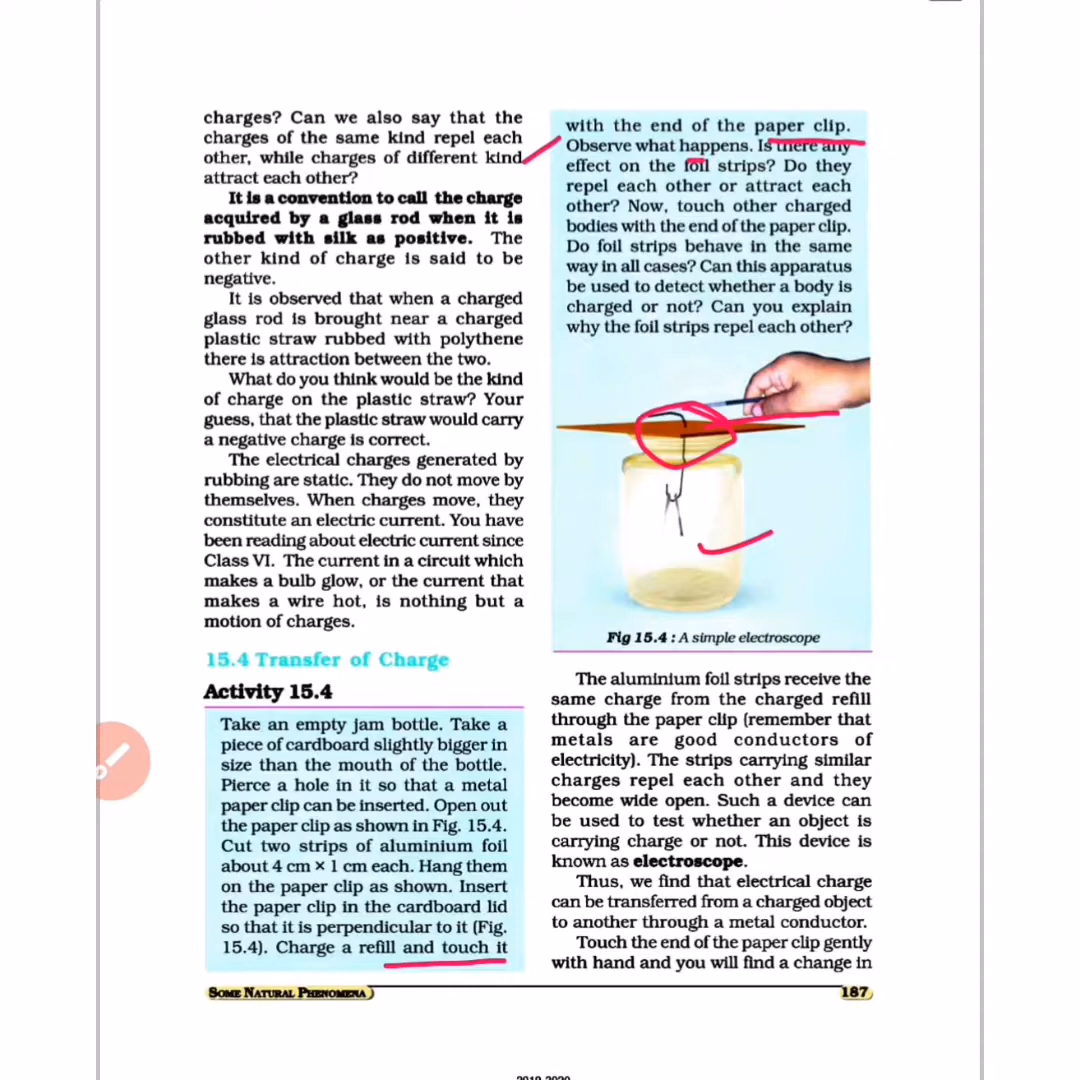 charges? Can we also say that the
charges of the same kind repel each
other, while charges of different kind
attract each other?
It is a convention to call the charge
acquired by a glass rod when it is
rubbed with silk as positive. The
other kind of charge is said to be
negative.
It is observed that when a charged
glass rod is brought near a charged
plastic straw rubbed with polythene
there is attraction between the two.
What do you think would be the kind
of charge on the plastic straw? Your
guess, that the plastic straw would carry
a negative charge is correct.
The electrical charges generated by
rubbing are static. They do not move by
themselves. When charges move, they
constitute an electric current. You have
been reading about electric current since
Class VI. The current in a circuit which
makes a bulb glow, or the current that
makes a wire hot, is nothing but a
motion of charges.
15.4 Transfer of Charge
Activity 15.4
Take an empty jam bottle. Take a
piece of cardboard slightly bigger in
size than the mouth of the bottle.
Pierce a hole in it so that a metal
paper clip can be inserted. Open out
the paper clip as shown in Fig. 15.4.
Cut two strips of aluminium foil
about 4 cm × 1 cm each. Hang them
on the paper clip as shown. Insert
the paper clip in the cardboard lid
so that it is perpendicular to it (Fig.
15.4). Charge a refill and touch it
with the end of the paper clip.
Observe what happens. Is there any
effect on the foil strips? Do they
repel each other or attract each
other? Now, touch other charged
bodies with the end of the paper clip.
Do foil strips behave in the same
way in all cases? Can this apparatus
be used to detect whether a body is
charged or not? Can you explain
why the foil strips repel each other?
Fig 15.4 : A simple electroscope
The aluminium foil strips receive the
same charge from the charged refill
through the paper clip (remember that
metals are good conductors of
electricity). The strips carrying similar
charges repel each other and they
become wide open. Such a device can
be used to test whether an object is
carrying charge or not. This device is
known as electroscope.
Thus, we find that electrical charge
can be transferred from a charged object
to another through a metal conductor.
Touch the end of the paper clip gently
with hand and you will find a change in
SOME NATURAL PHENOMENA
187
2019-2020